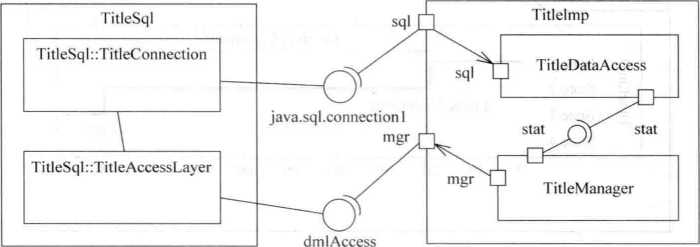 TitleSql
TitleSql::TitleConnection
TitleSql::TitleAccessLayer
sql
java.sql.connection1
mgr
dmlAccess
TitleImp
sql
TitleDataAccess
stat
stat
mgr
TitleManager